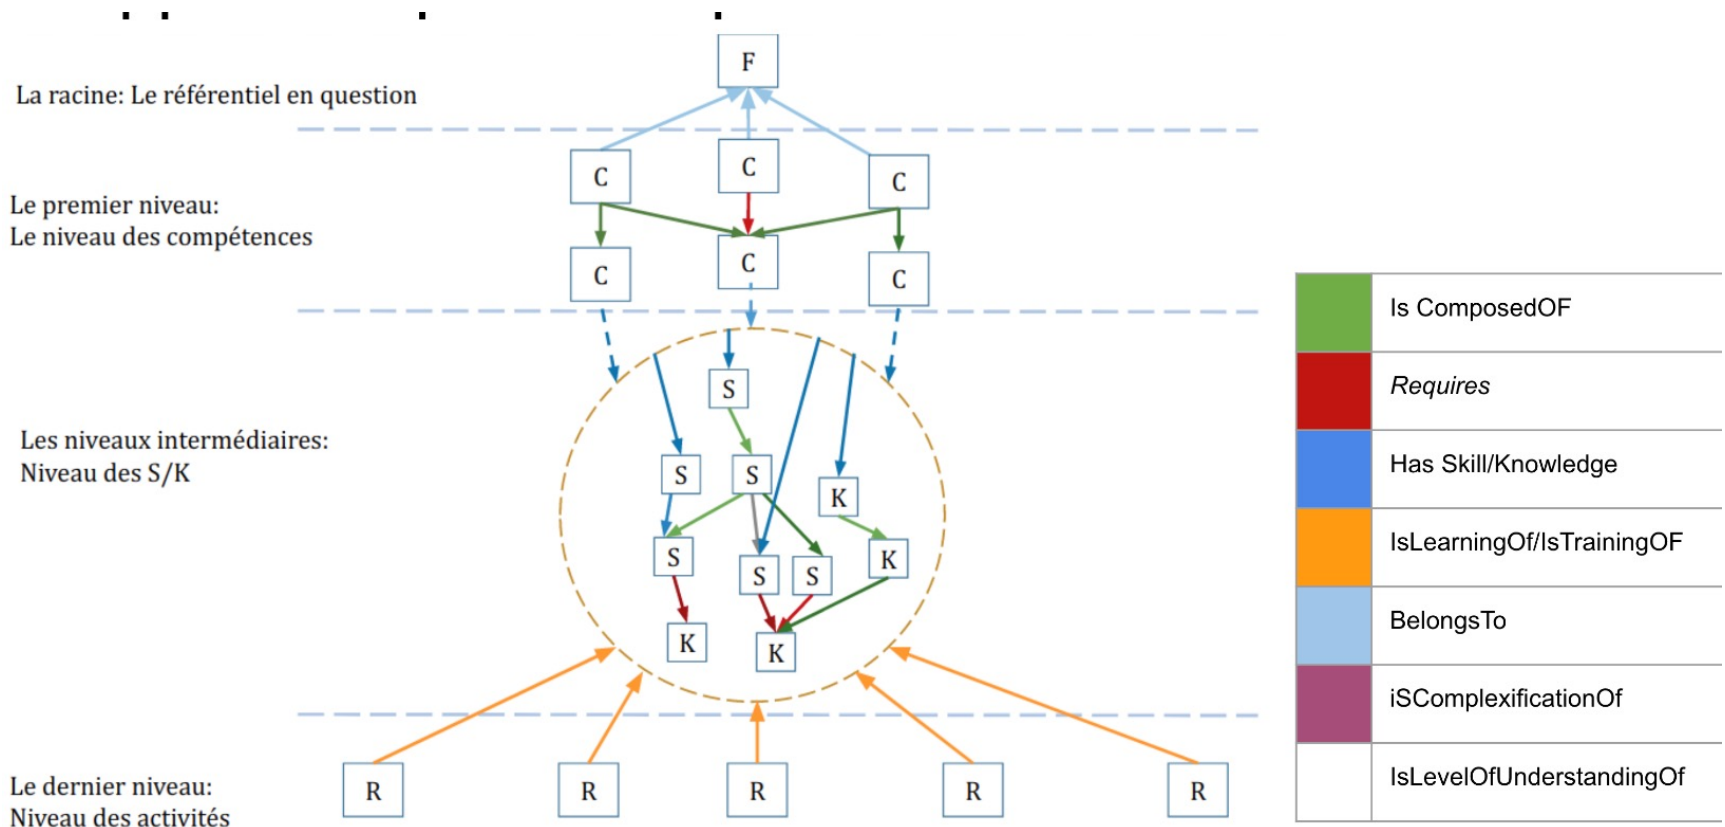 F
La racine: Le référentiel en question
C
C
C
Le premier niveau:
Le niveau des compétences
C
C
C
Is ComposedOF
Requires
Has Skill/Knowledge
IsLearningOf/IsTrainingOF
BelongsTo
iSComplexificationOf
IsLevelOfUnderstandingOf
Les niveaux intermédiaires:
Niveau des S/K
S
S
S
K
S
S
S
K
K
K
Le dernier niveau:
Niveau des activités
R
R
R
R
R